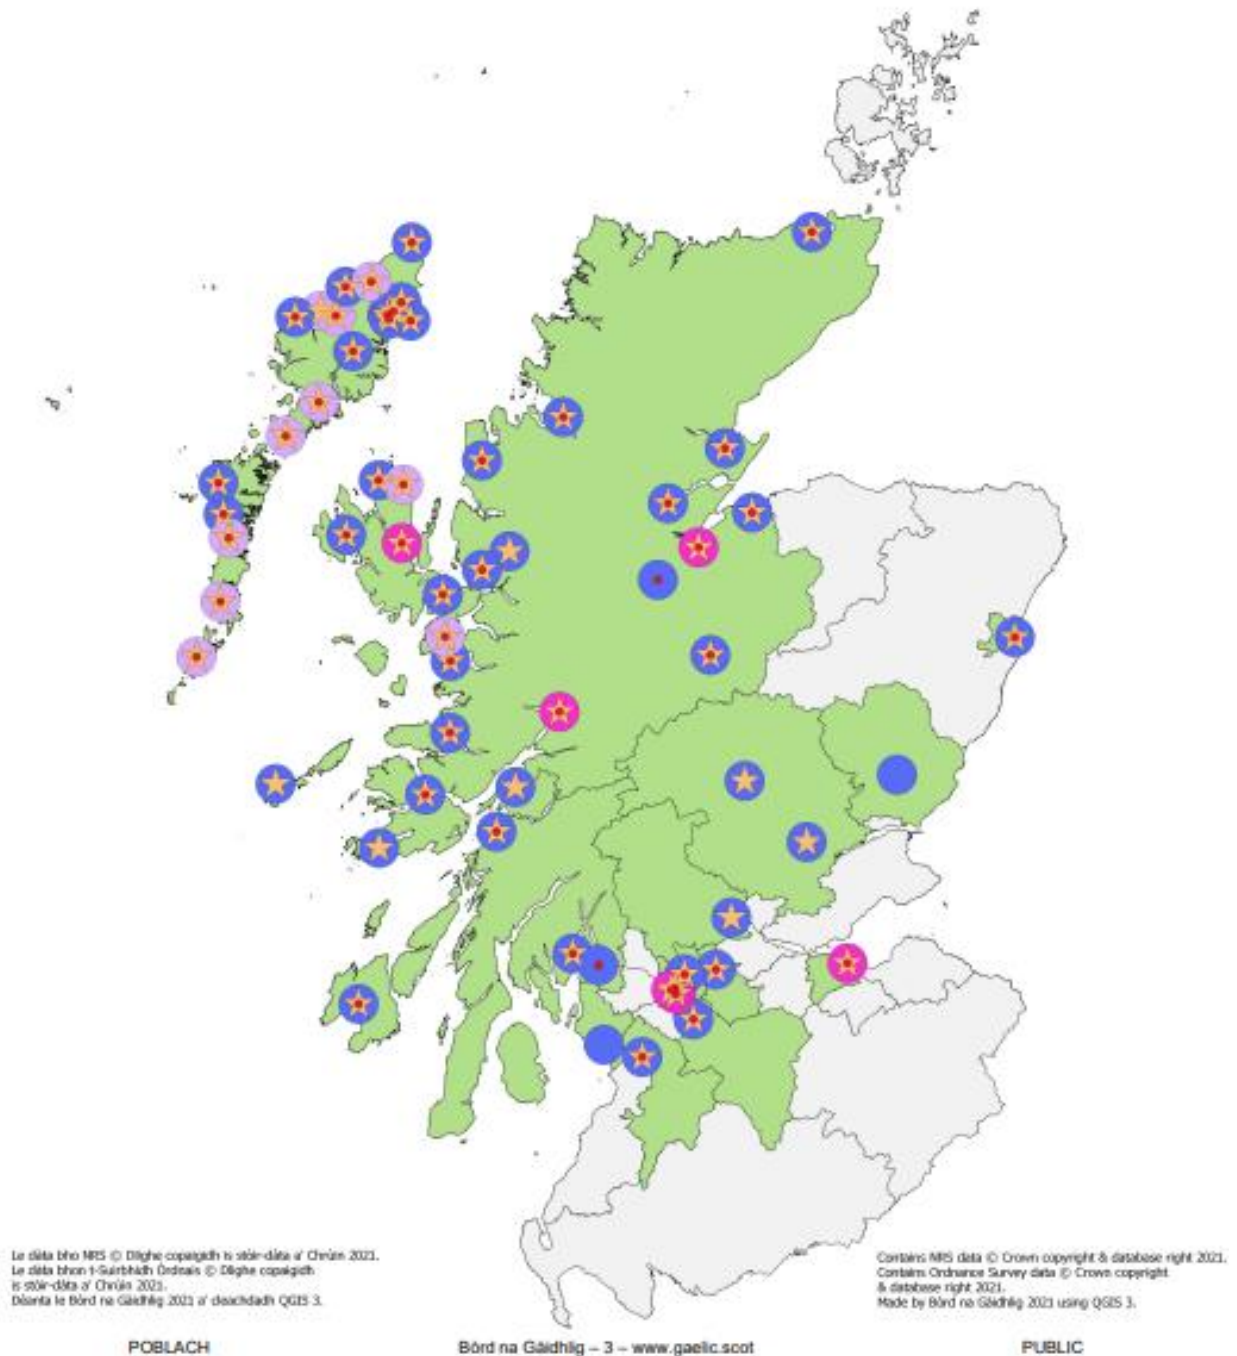 Le dàta bho NRS © Dlighe copaigidh is stòir-dàta a' Chrùin 2021.
Le dàta bhon t-Suirbhidh Òrdnais © Dlighe copaigidh
is stòir-dàta a' Chrùin 2021.
Dèanta le Bòrd na Gàidhlig 2021 a' cleachdadh QGIS 3.
Contains NRS data © Crown copyright & database right 2021.
Contains Ordnance Survey data © Crown copyright
& database right 2021.
Made by Bòrd na Gàidhlig 2021 using QGIS 3.
POBLACH
Bòrd na Gàidhlig – 3 – www.gaelic.scot
PUBLIC